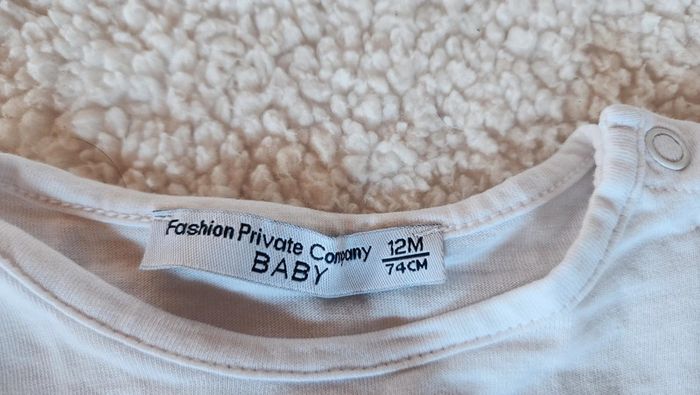 Fashion Private Company
BABY
12M
74CM